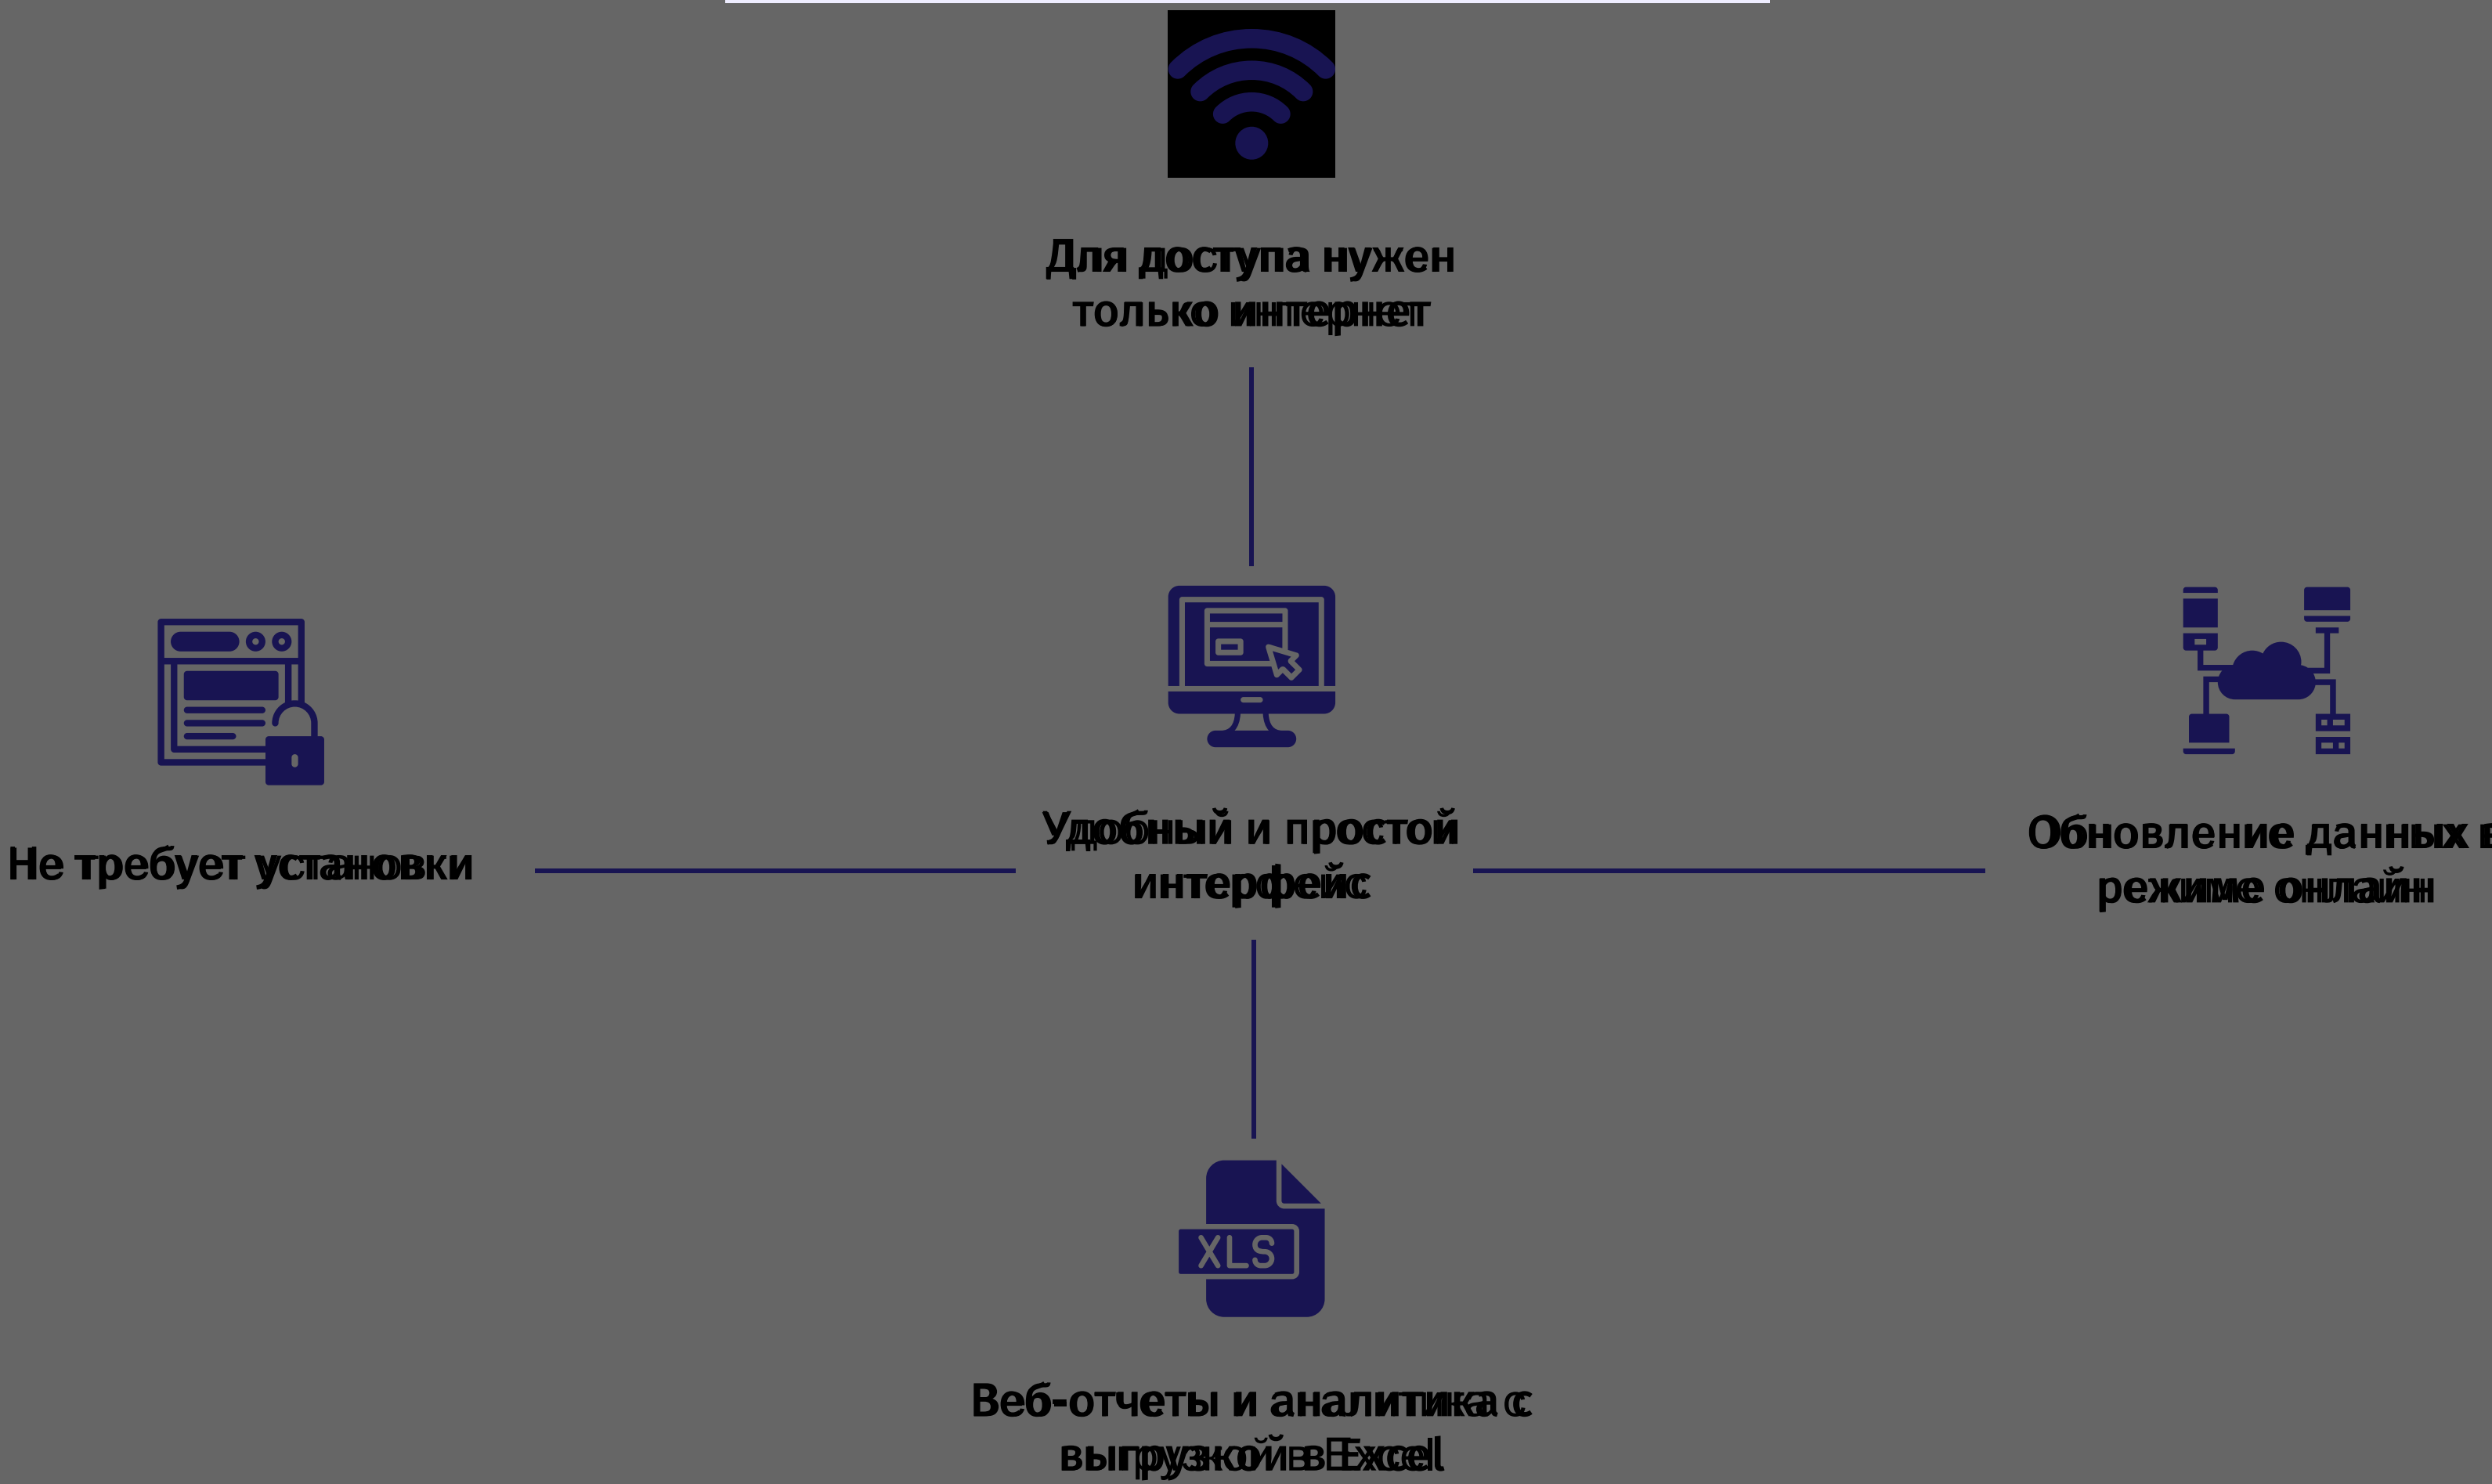 Для доступа нужен
только интернет
XLS
Не требует установки
Удобный и простой
интерфейс
Обновление данных в
режиме онлайн
Веб-отчеты и аналитика с
выгрузкой в Excel